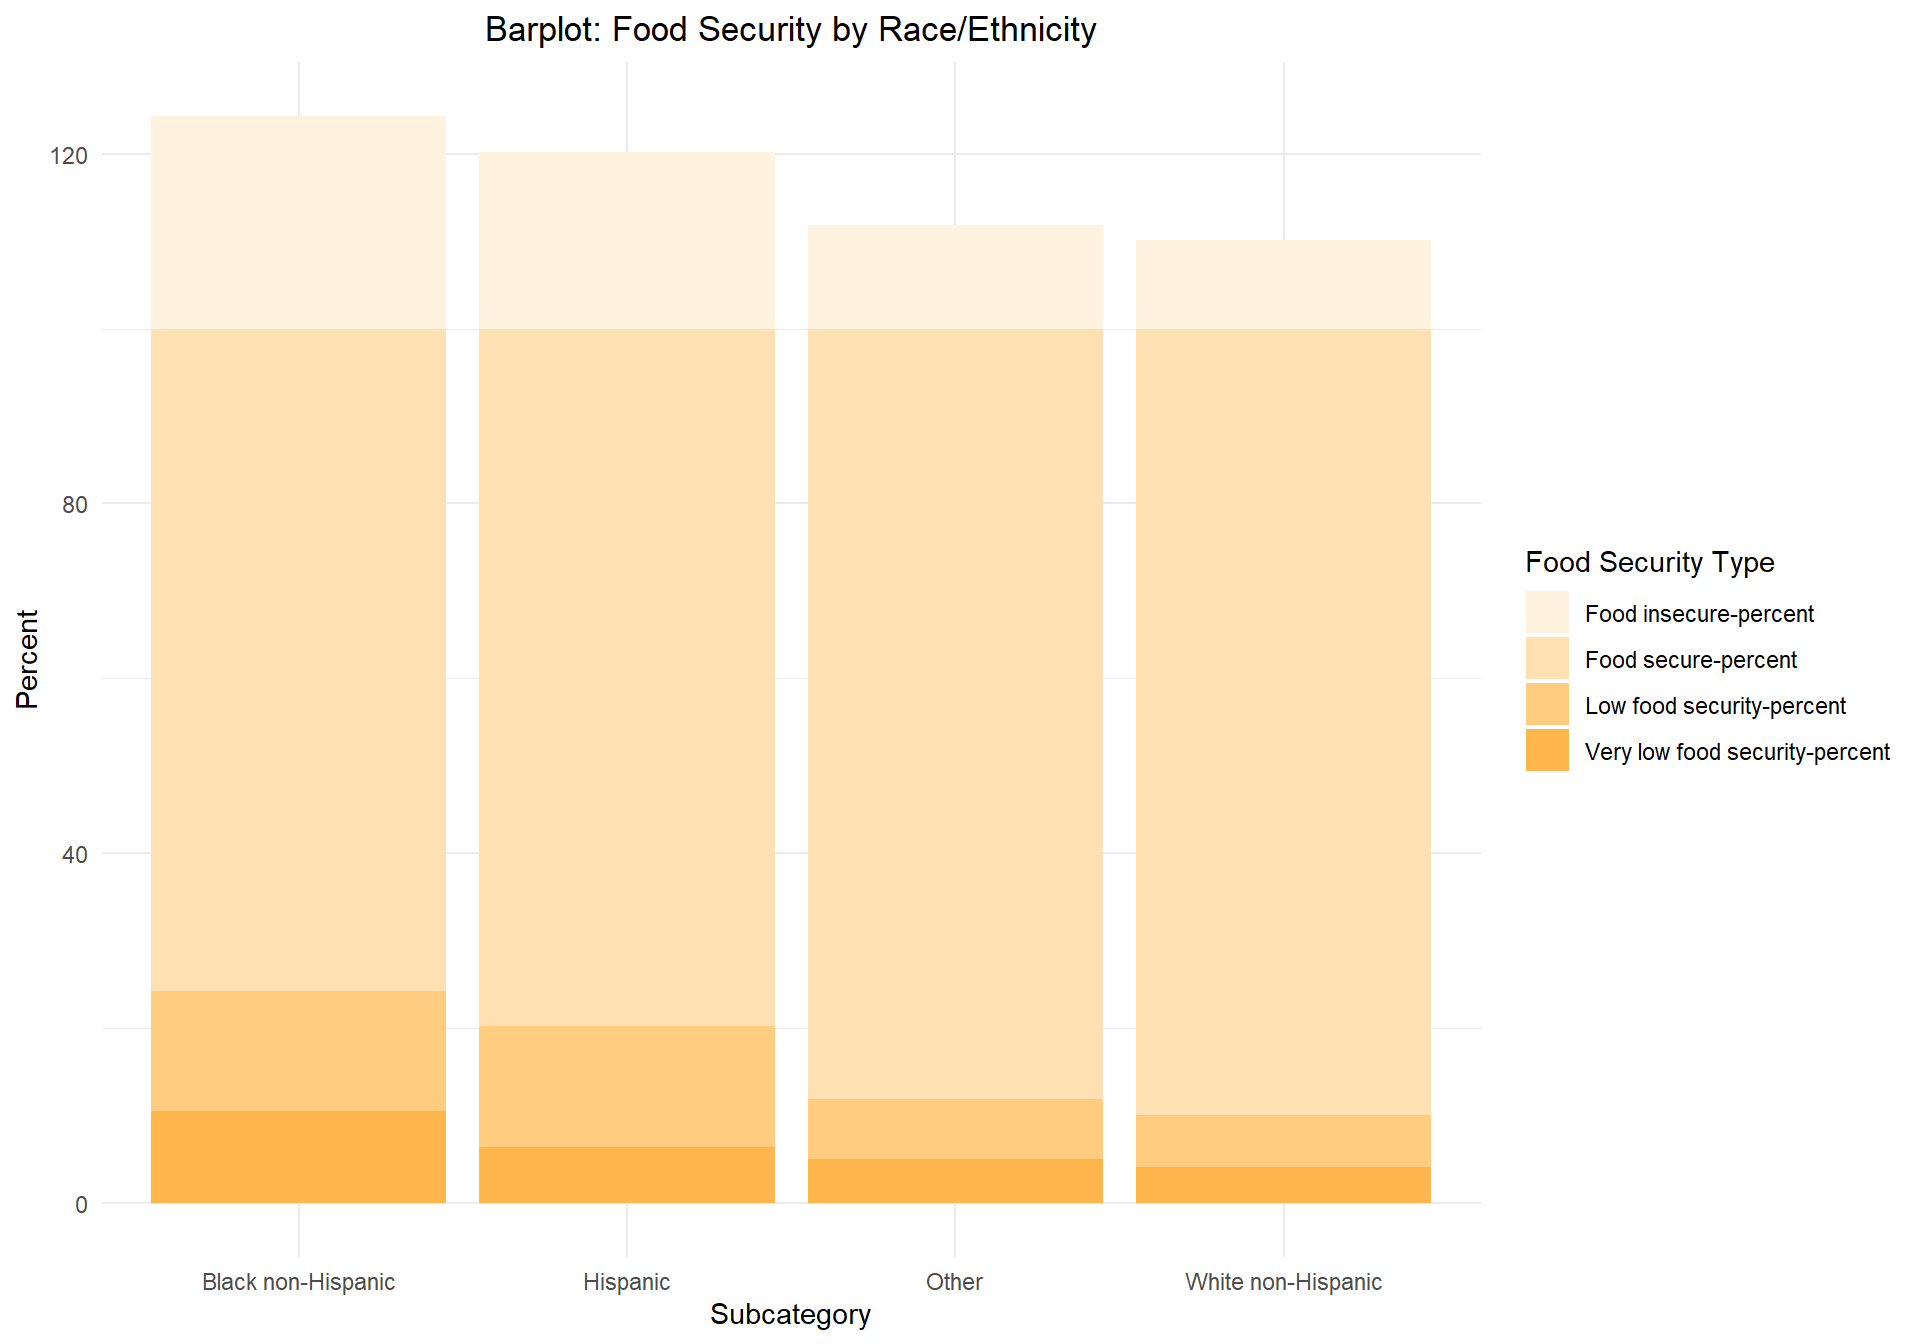 Barplot: Food Security by Race/Ethnicity
120
80
40
0
Percent
Black non-Hispanic
Hispanic
Other
White non-Hispanic
Subcategory
Food Security Type
Food insecure-percent
Food secure-percent
Low food security-percent
Very low food security-percent